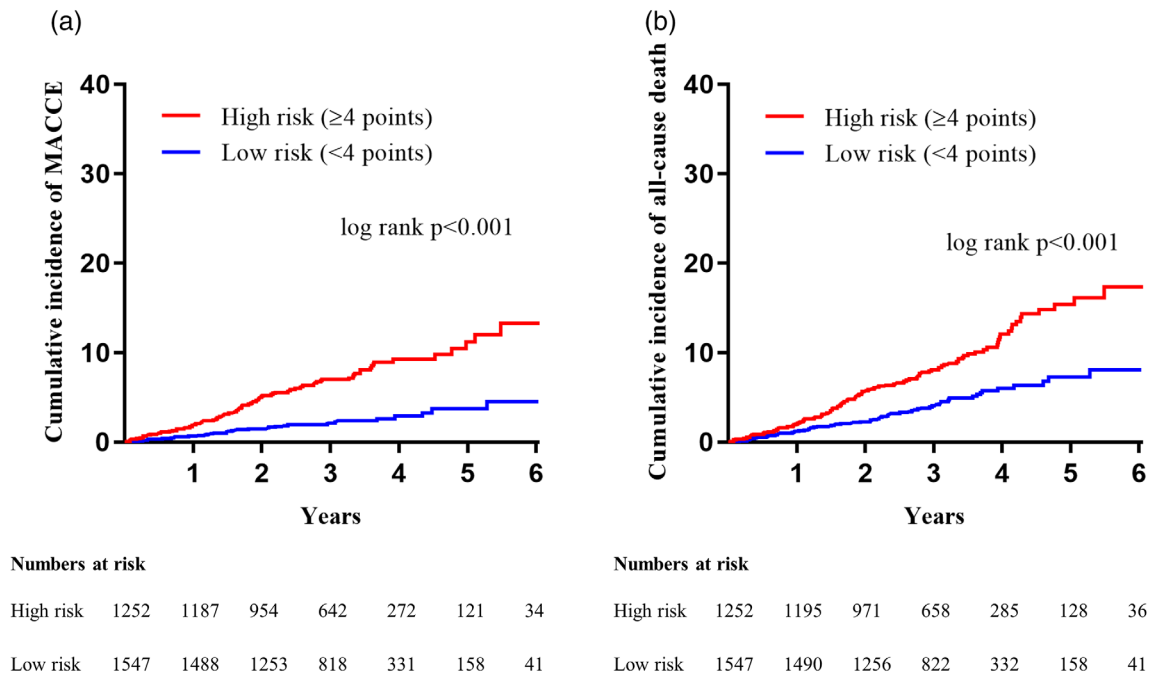 (a)
Cumulative incidence of MACCE
40
30
20
10
0
High risk (≥4 points)
Low risk (<4 points)
log rank p<0.001
1 2 3 4 5 6
Years
Numbers at risk
High risk 1252 1187 954 642 272 121 34
Low risk 1547 1488 1253 818 331 158 41
(b)
Cumulative incidence of all-cause death
40
30
20
10
0
High risk (≥4 points)
Low risk (<4 points)
log rank p<0.001
1 2 3 4 5 6
Years
Numbers at risk
High risk 1252 1195 971 658 285 128 36
Low risk 1547 1490 1256 822 332 158 41